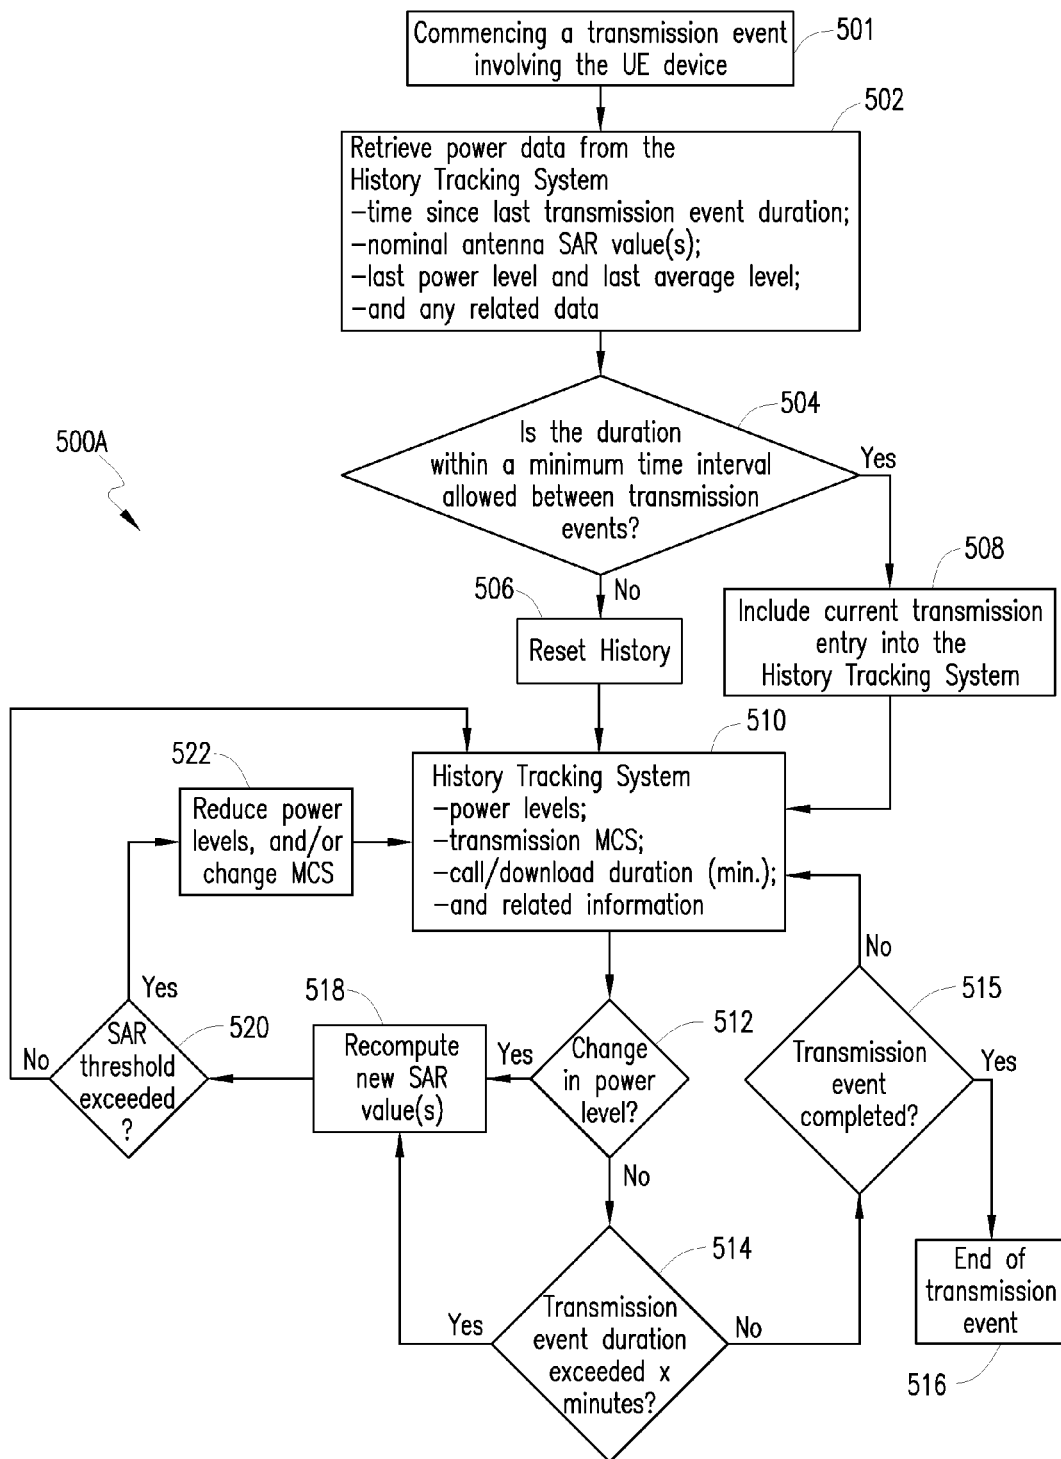 Commencing a transmission event
involving the UE device
501
502
Retrieve power data from the
History Tracking System
–time since last transmission event duration;
–nominal antenna SAR value(s);
–last power level and last average level;
–and any related data
500A
504
Is the duration
within a minimum time interval
allowed between transmission
events?
Yes
No
506
Reset History
508
Include current transmission
entry into the
History Tracking System
510
History Tracking System
–power levels;
–transmission MCS;
–call/download duration (min.);
–and related information
522
Reduce power
levels, and/or
change MCS
Yes
No
SAR
threshold
exceeded
?
520
518
Recompute
new SAR
value(s)
Yes
512
Change
in power
level?
No
No
515
Transmission
event
completed?
Yes
514
Transmission
event duration
exceeded x
minutes?
Yes
No
End of
transmission
event
516